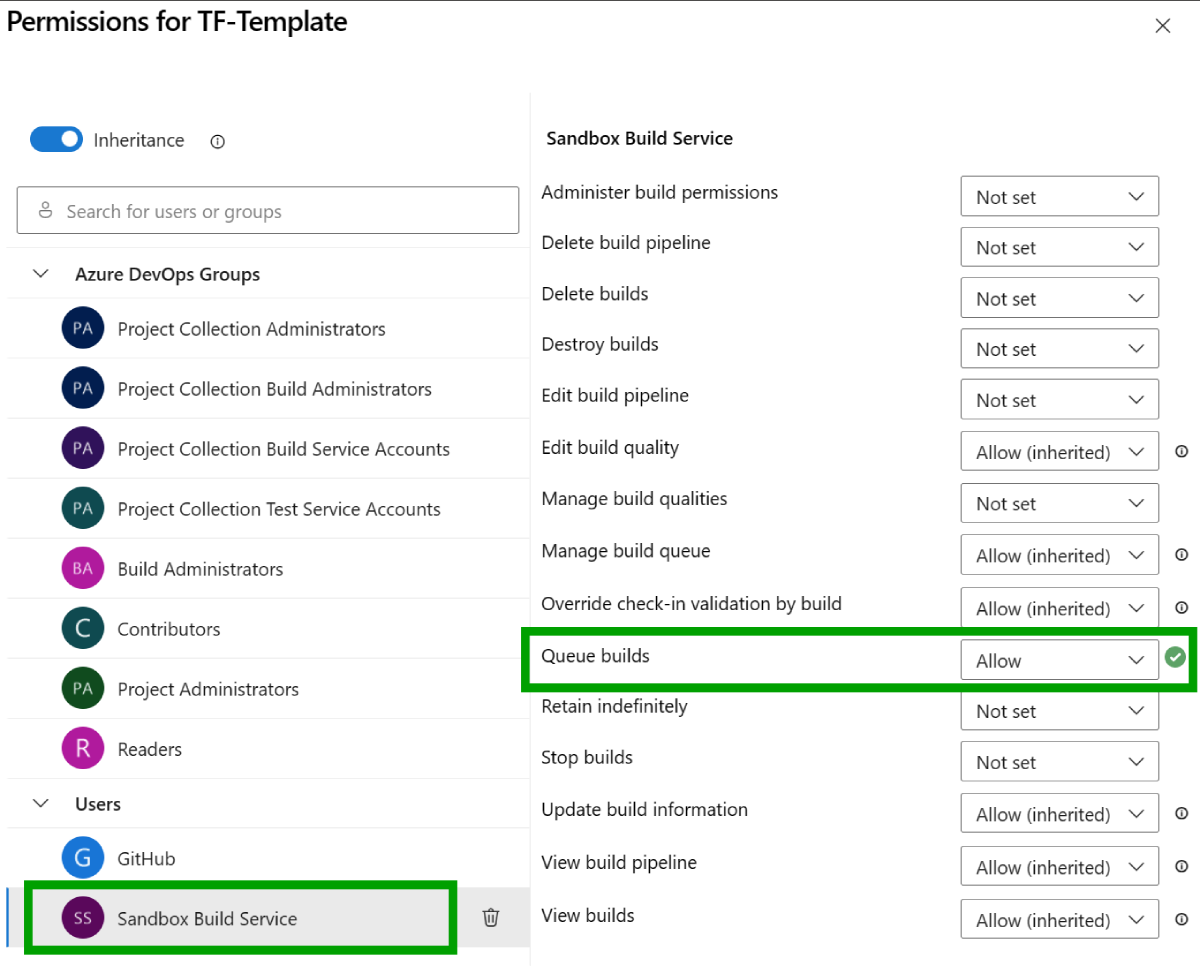 Permissions for TF-Template
Inheritance
Search for users or groups
Azure DevOps Groups
PA Project Collection Administrators
PA Project Collection Build Administrators
PA Project Collection Build Service Accounts
PA Project Collection Test Service Accounts
BA Build Administrators
C Contributors
PA Project Administrators
R Readers
Users
G GitHub
SS Sandbox Build Service
Sandbox Build Service
Administer build permissions Not set
Delete build pipeline Not set
Delete builds Not set
Destroy builds Not set
Edit build pipeline Not set
Edit build quality Allow (inherited)
Manage build qualities Not set
Manage build queue Allow (inherited)
Override check-in validation by build Allow (inherited)
Queue builds Allow
Retain indefinitely Not set
Stop builds Not set
Update build information Allow (inherited)
View build pipeline Allow (inherited)
View builds Allow (inherited)